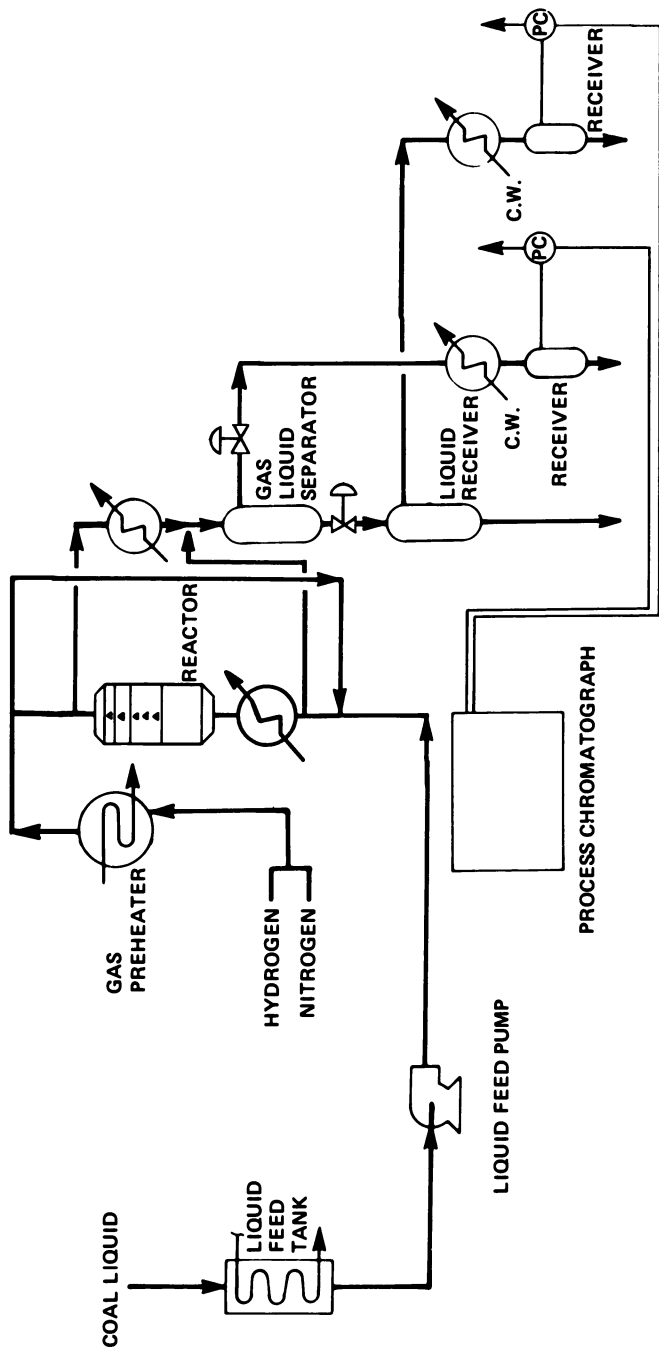 COAL LIQUID
LIQUID
FEED
TANK
LIQUID FEED PUMP
GAS
PREHEATER
HYDROGEN
NITROGEN
REACTOR
GAS
LIQUID
SEPARATOR
LIQUID
RECEIVER
C.W.
RECEIVER
PC
C.W.
RECEIVER
PC
PROCESS CHROMATOGRAPH